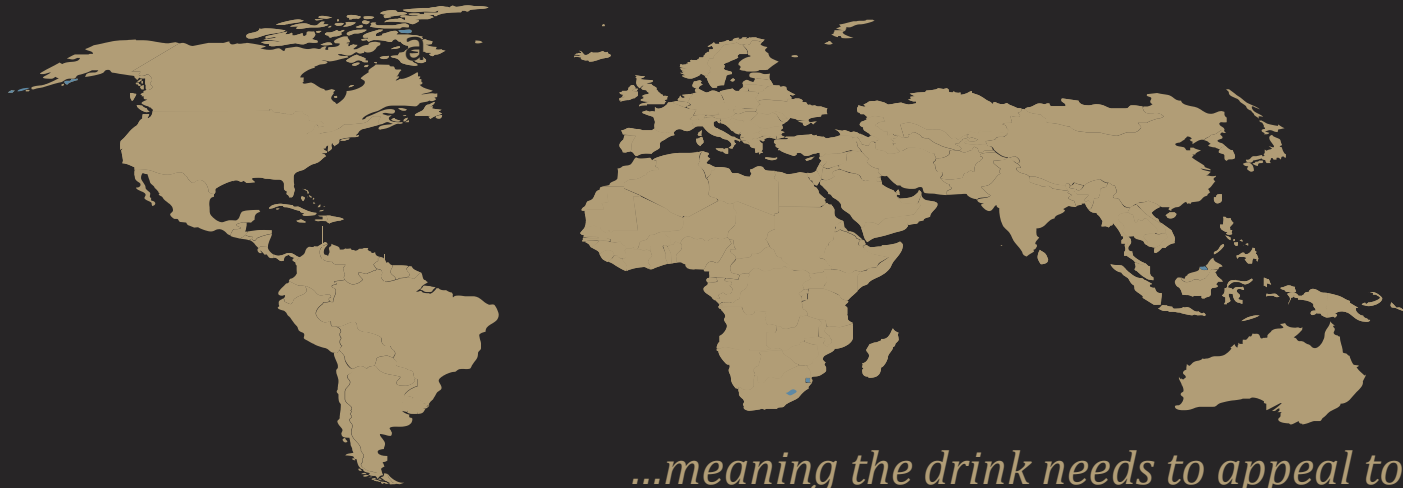 a
...meaning the drink needs to appeal to